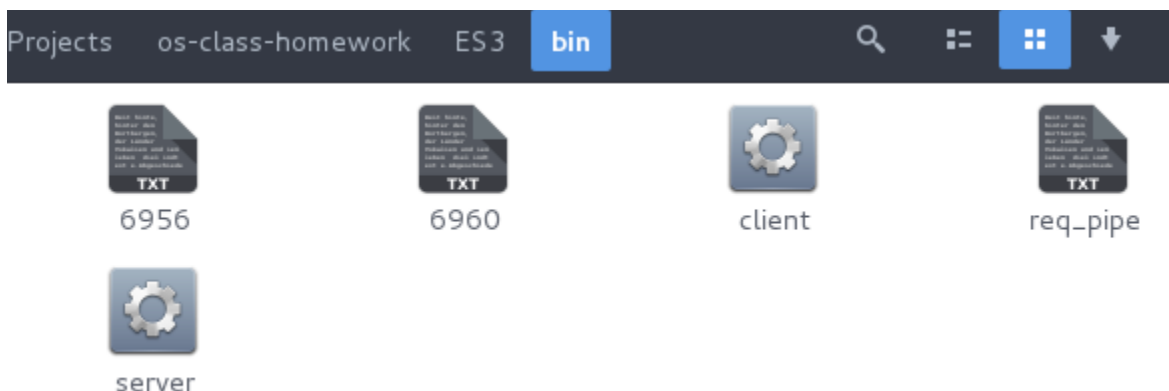 Projects os-class-homework ES3 bin
TXT TXT TXT
6956 6960 client req_pipe
server